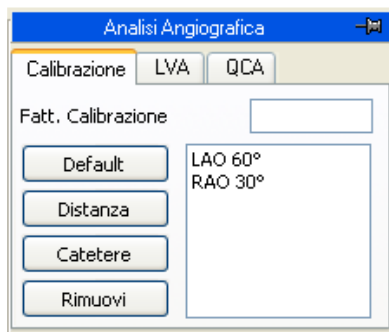 Analisi Angiografica
Calibrazione LVA QCA
Fatt. Calibrazione
Default
Distanza
Catetere
Rimuovi
LAO 60°
RAO 30°